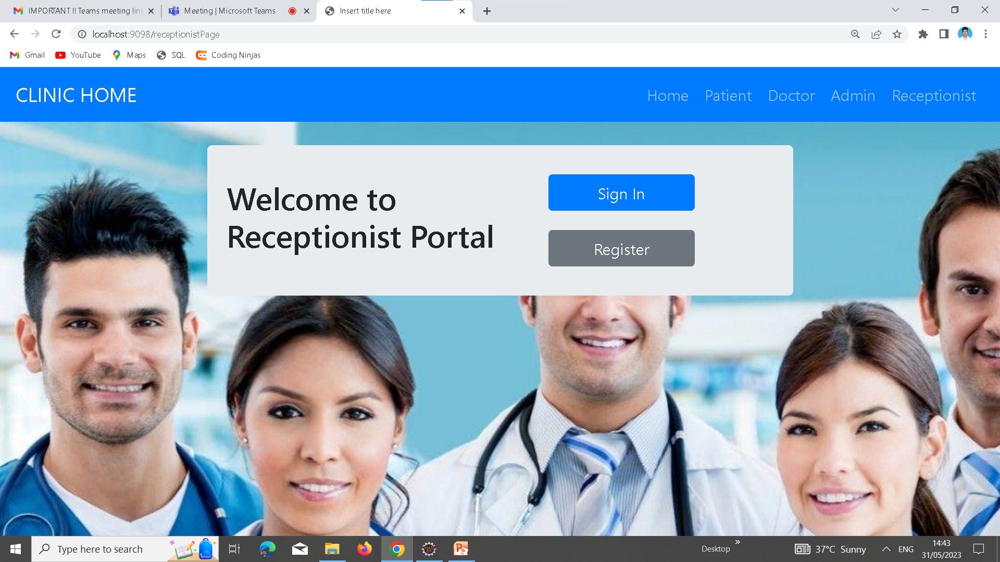 IMPORTANT !! Teams meeting lin
Meeting | Microsoft Teams
Insert title here
localhost:9098/receptionistPage
Gmail
YouTube
Maps
SQL
Coding Ninjas
CLINIC HOME
Home
Patient
Doctor
Admin
Receptionist
Welcome to
Receptionist Portal
Sign In
Register
Type here to search
Desktop
37°C Sunny
ENG
14:43
31/05/2023